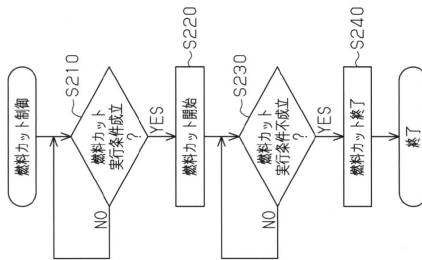 燃料カット制御
S210
燃料カット
実行条件成立
?
NO
YES
S220
燃料カット開始
S230
燃料カット
実行条件不成立
?
NO
YES
S240
燃料カット終了
終了